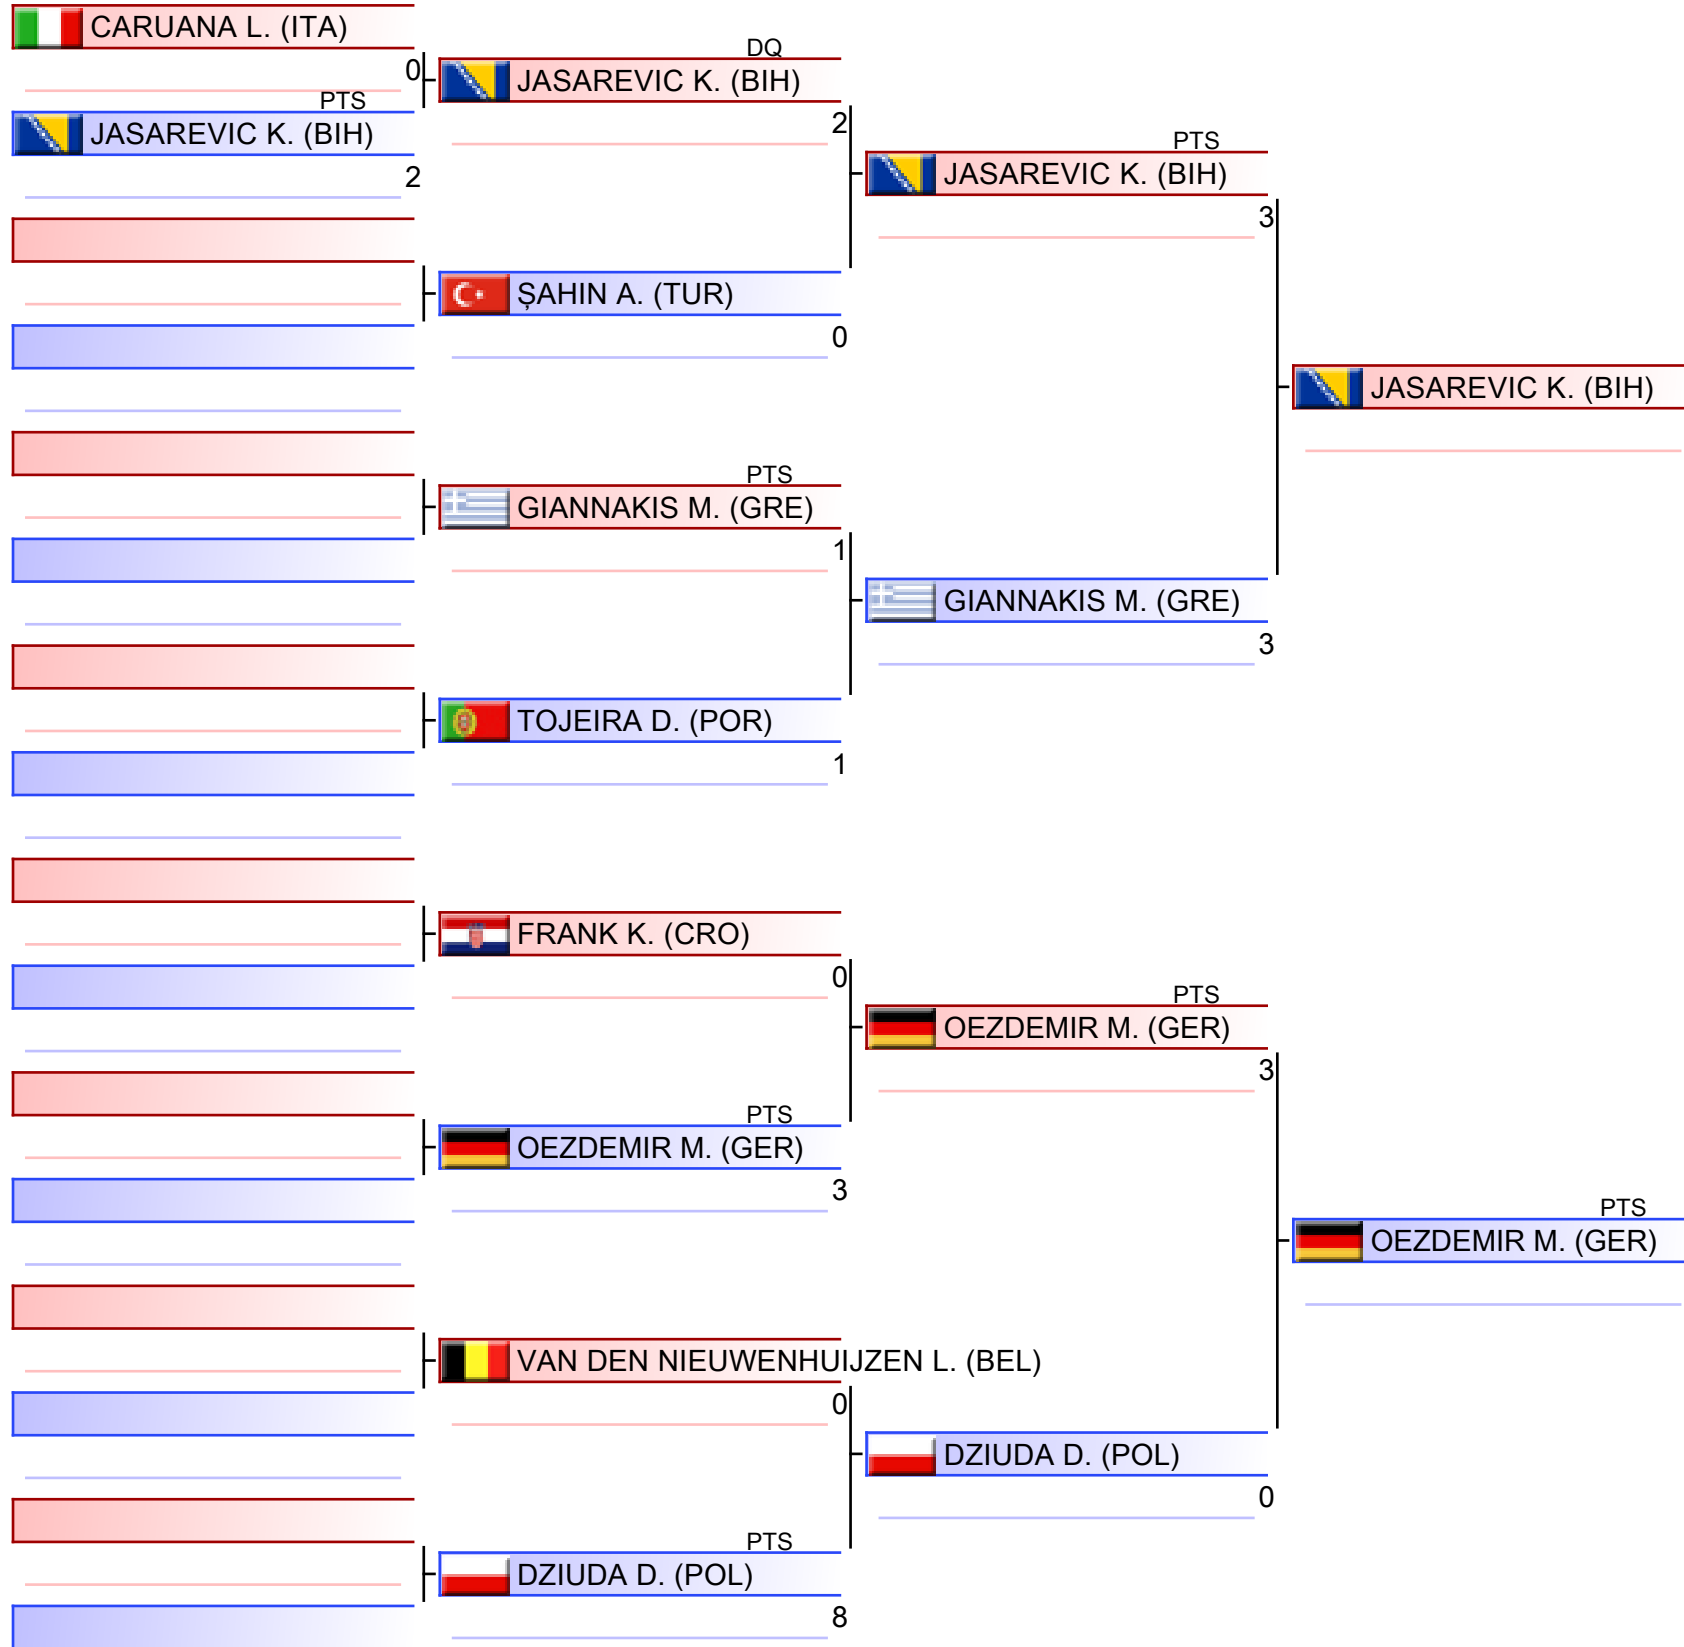 CARUANA L. (ITA)
0
PTS
JASAREVIC K. (BIH)
2
DQ
JASAREVIC K. (BIH)
2
ŞAHIN A. (TUR)
0
PTS
GIANNAKIS M. (GRE)
1
TOJEIRA D. (POR)
1
FRANK K. (CRO)
0
PTS
OEZDEMIR M. (GER)
3
VAN DEN NIEUWENHUIJZEN L. (BEL)
0
PTS
DZIUDA D. (POL)
8
PTS
JASAREVIC K. (BIH)
3
GIANNAKIS M. (GRE)
3
PTS
OEZDEMIR M. (GER)
3
DZIUDA D. (POL)
0
JASAREVIC K. (BIH)
PTS
OEZDEMIR M. (GER)